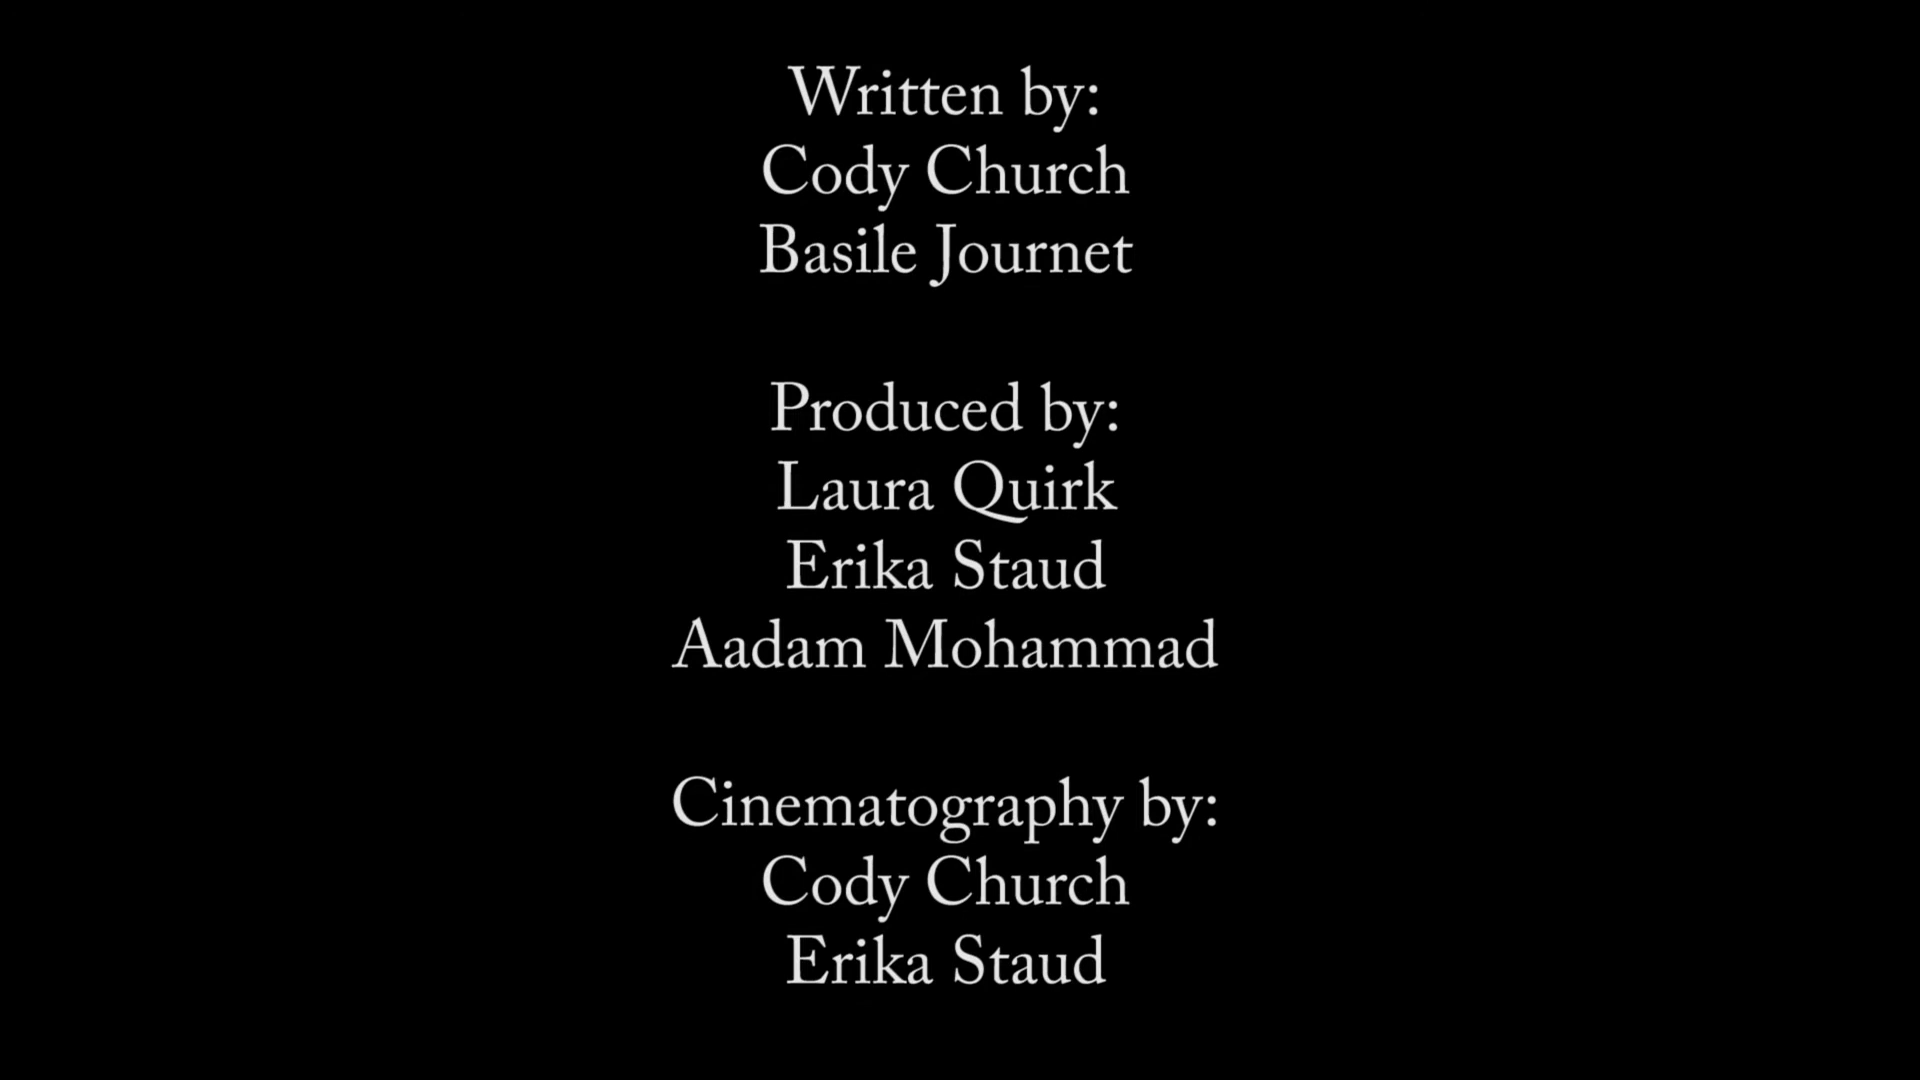 Written by:
Cody Church
Basile Journet
Produced by:
Laura Quirk
Erika Staud
Aadam Mohammad
Cinematography by:
Cody Church
Erika Staud